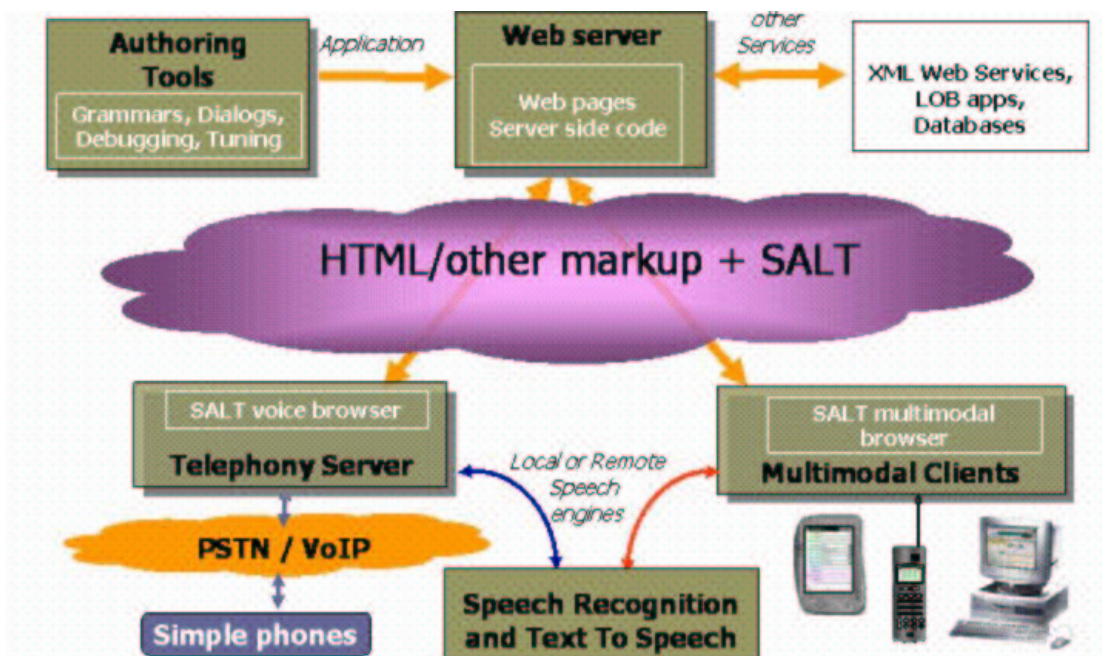 Authoring
Tools
Grammars, Dialogs,
Debugging, Tuning
Application
Web server
Web pages
Server side code
other
Services
XML Web Services,
LOB apps,
Databases
HTML/other markup + SALT
SALT voice browser
Telephony Server
Local or Remote
Speech
engines
SALT multimodal
browser
Multimodal Clients
PSTN / VoIP
Simple phones
Speech Recognition
and Text To Speech